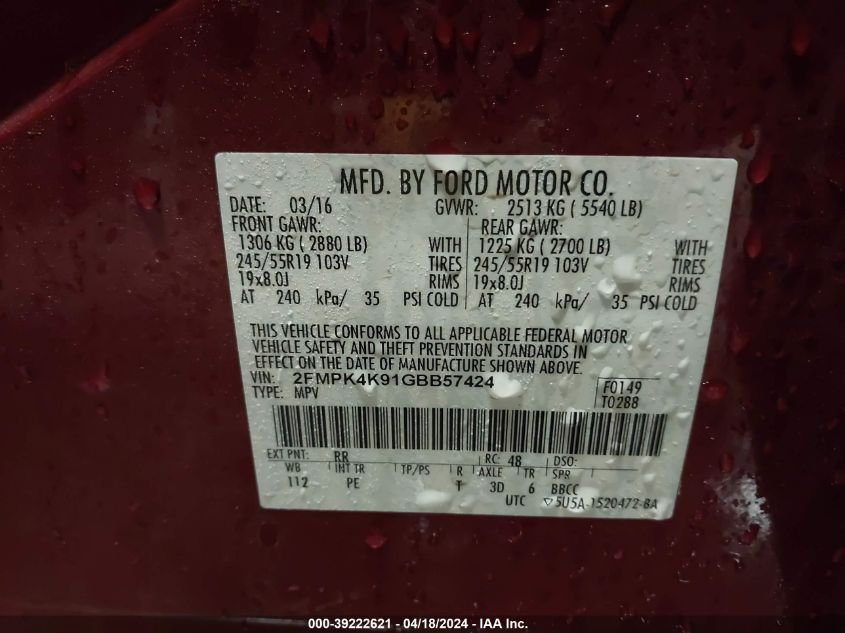 MFD. BY FORD MOTOR CO.
DATE: 03/16 GVWR: 2513 KG ( 5540 LB)
FRONT GAWR: REAR GAWR:
1306 KG ( 2880 LB) WITH 1225 KG ( 2700 LB) WITH
245/55R19 103V TIRES 245/55R19 103V TIRES
19x8.0J RIMS 19x8.0J RIMS
AT 240 kPa/ 35 PSI COLD AT 240 kPa/ 35 PSI COLD
THIS VEHICLE CONFORMS TO ALL APPLICABLE FEDERAL MOTOR
VEHICLE SAFETY AND THEFT PREVENTION STANDARDS IN
EFFECT ON THE DATE OF MANUFACTURE SHOWN ABOVE.
VIN: 2FMPK4K91GBB57424 F0149
TYPE: MPV T0288
EXT PNT: RR RC: 48 DSO:
WB INT TR TP/PS R AXLE TR SPR
112 PE T 3D 6 BBCC
UTC ▽5U5A-1520472-BA
000-39222621 - 04/18/2024 - IAA Inc.